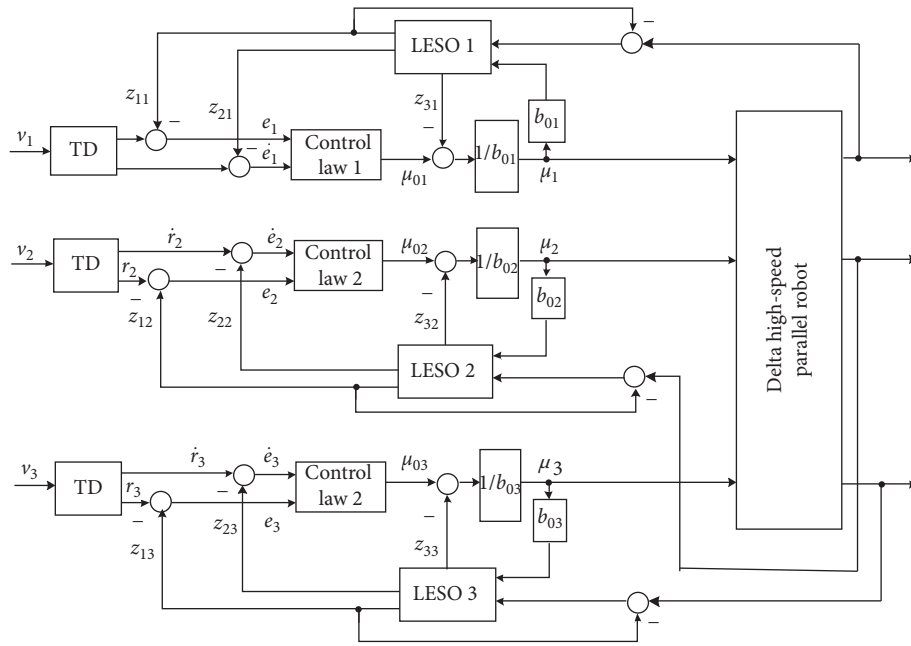 LESO 1
−
z₁₁
z₂₁
z₃₁
b₀₁
v₁
TD
−
e₁
−
ė₁
Control
law 1
μ₀₁
−
1/b₀₁
μ₁
v₂
TD
ṙ₂
r₂
−
−
ė₂
e₂
Control
law 2
μ₀₂
−
1/b₀₂
μ₂
b₀₂
z₁₂
z₂₂
z₃₂
LESO 2
−
Delta high-speed
parallel robot
v₃
TD
ṙ₃
r₃
−
−
ė₃
e₃
Control
law 2
μ₀₃
−
1/b₀₃
μ3
b₀₃
z₁₃
z₂₃
z₃₃
LESO 3
−